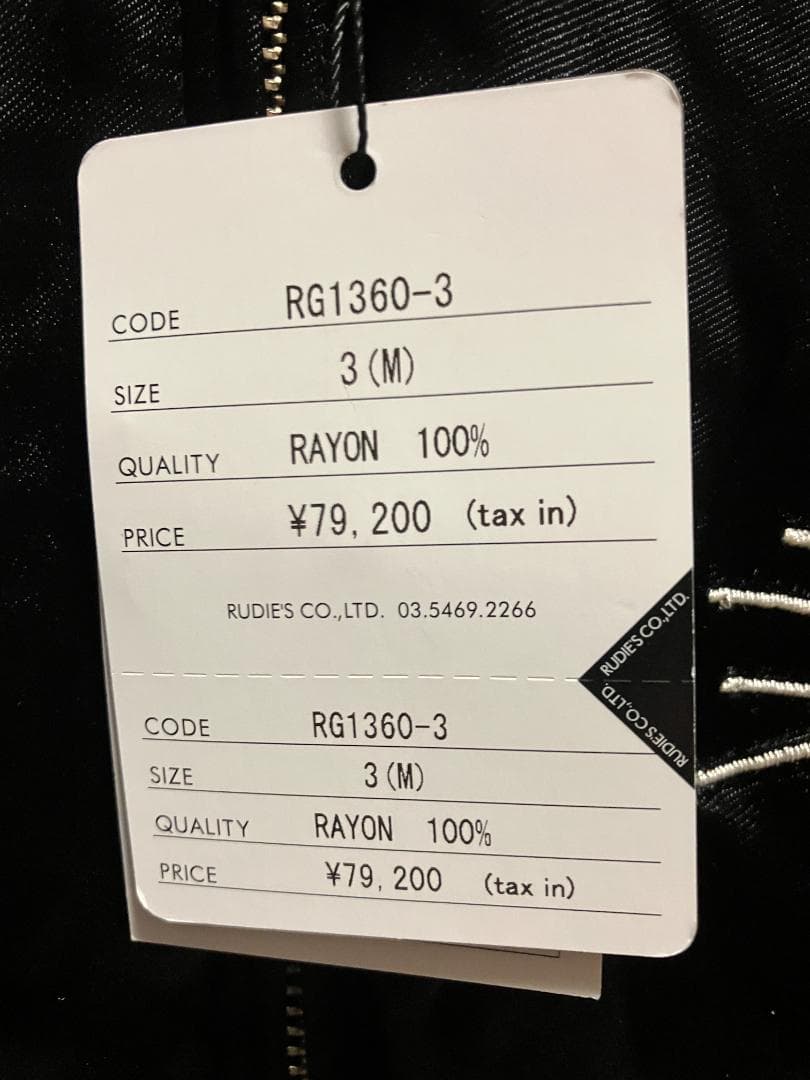 CODE RG1360-3
SIZE 3(M)
QUALITY RAYON 100%
PRICE ¥79,200 (tax in)
RUDIE'S CO.,LTD. 03.5469.2266
RUDIE'S CO.,LTD.
RUDIE'S CO.,LTD.
CODE RG1360-3
SIZE 3(M)
QUALITY RAYON 100%
PRICE ¥79,200 (tax in)